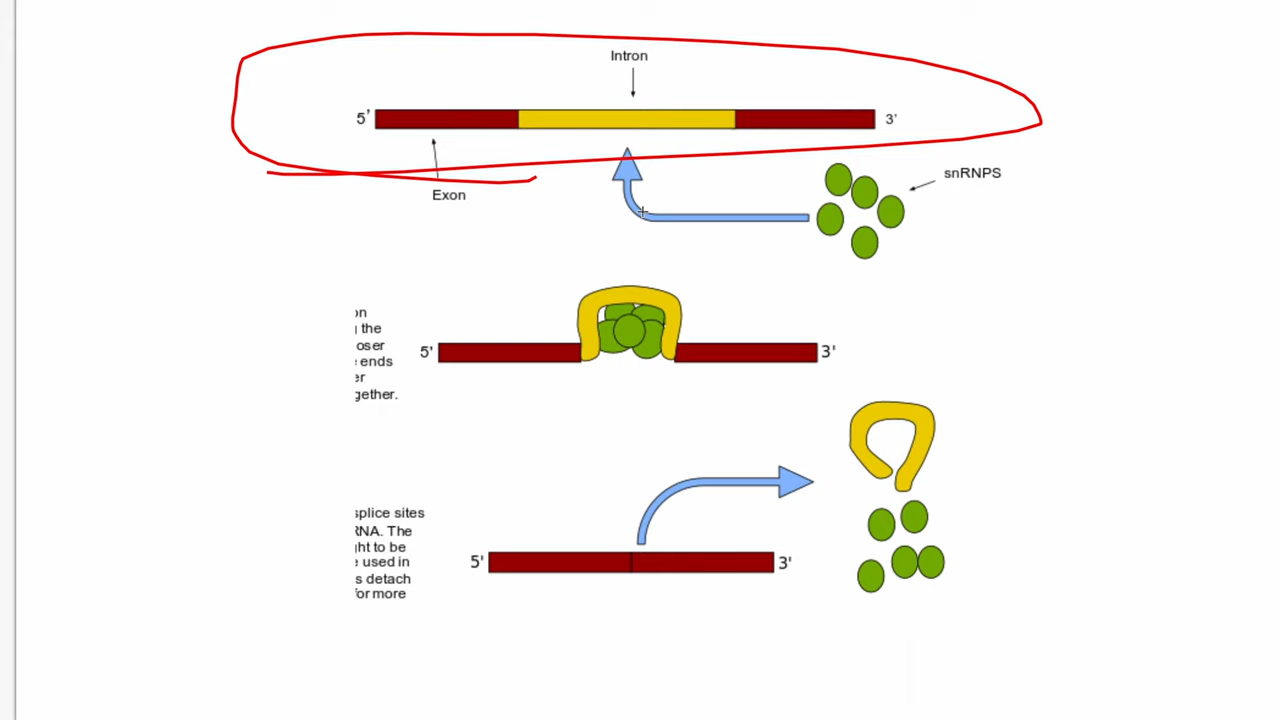 Intron
5' 3'
snRNPS
Exon
on
the
oser
ends
er
gether.
5' 3'
splice sites
RNA. The
ht to be
used in
s detach
for more
5' 3'